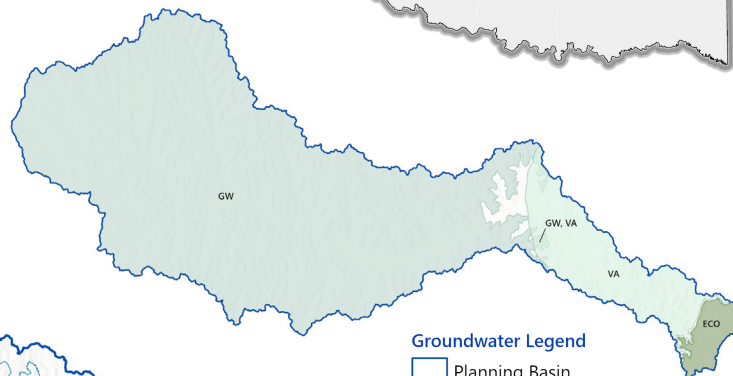 GW
GW, VA
VA
ECO
Groundwater Legend
Planning Basin